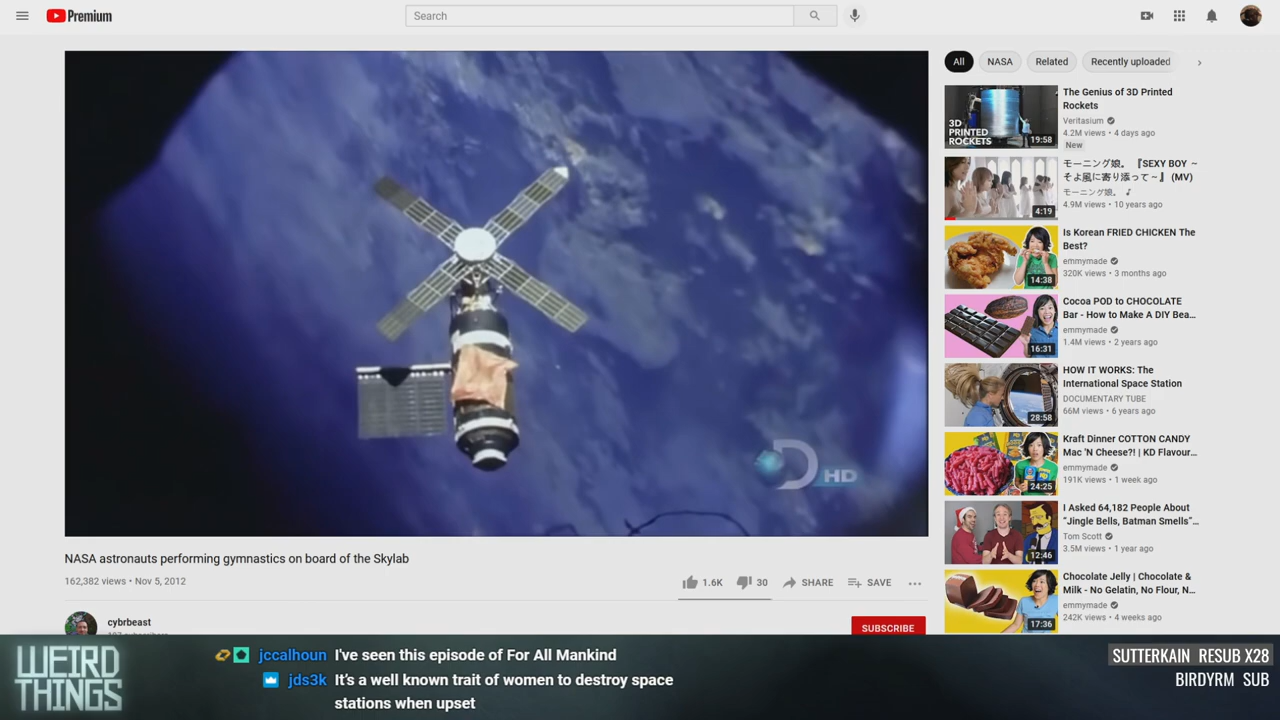 Premium
Search
All
NASA
Related
Recently uploaded
HD
NASA astronauts performing gymnastics on board of the Skylab
162,382 views • Nov 5, 2012
1.6K
30
SHARE
SAVE
cybrbeast
SUBSCRIBE
3D
PRINTED
ROCKETS
19:58
The Genius of 3D Printed
Rockets
Veritasium
4.2M views • 4 days ago
New
4:19
モーニング娘。 『SEXY BOY ～
そよ風に寄り添って～』 (MV)
モーニング娘。
4.9M views • 10 years ago
14:38
Is Korean FRIED CHICKEN The
Best?
emmymade
320K views • 3 months ago
16:31
Cocoa POD to CHOCOLATE
Bar - How to Make A DIY Bea...
emmymade
1.4M views • 2 years ago
28:58
HOW IT WORKS: The
International Space Station
DOCUMENTARY TUBE
66M views • 6 years ago
24:25
Kraft Dinner COTTON CANDY
Mac 'N Cheese?! | KD Flavour...
emmymade
191K views • 1 week ago
12:46
I Asked 64,182 People About
“Jingle Bells, Batman Smells”...
Tom Scott
3.5M views • 1 year ago
17:36
Chocolate Jelly | Chocolate &
Milk - No Gelatin, No Flour, N...
emmymade
242K views • 4 weeks ago
WEIRD
THINGS
jccalhoun I've seen this episode of For All Mankind
jds3k It's a well known trait of women to destroy space
stations when upset
SUTTERKAIN RESUB X28
BIRDYRM SUB